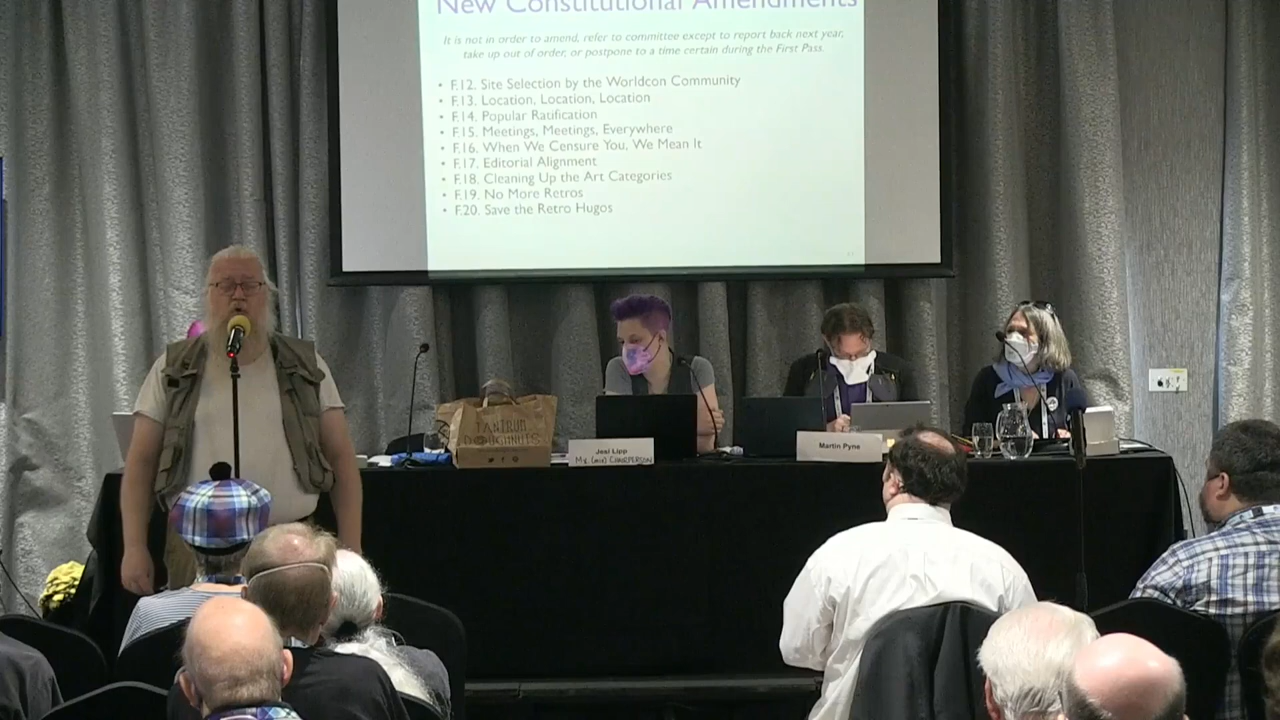 New Constitutional Amendments
It is not in order to amend, refer to committee except to report back next year,
take up out of order, or postpone to a time certain during the First Pass.
• F.12. Site Selection by the Worldcon Community
• F.13. Location, Location, Location
• F.14. Popular Ratification
• F.15. Meetings, Meetings, Everywhere
• F.16. When We Censure You, We Mean It
• F.17. Editorial Alignment
• F.18. Cleaning Up the Art Categories
• F.19. No More Retros
• F.20. Save the Retro Hugos
TANTRUM
DOUGHNUTS
Jesi Lipp
CHAIRPERSON
Martin Pyne